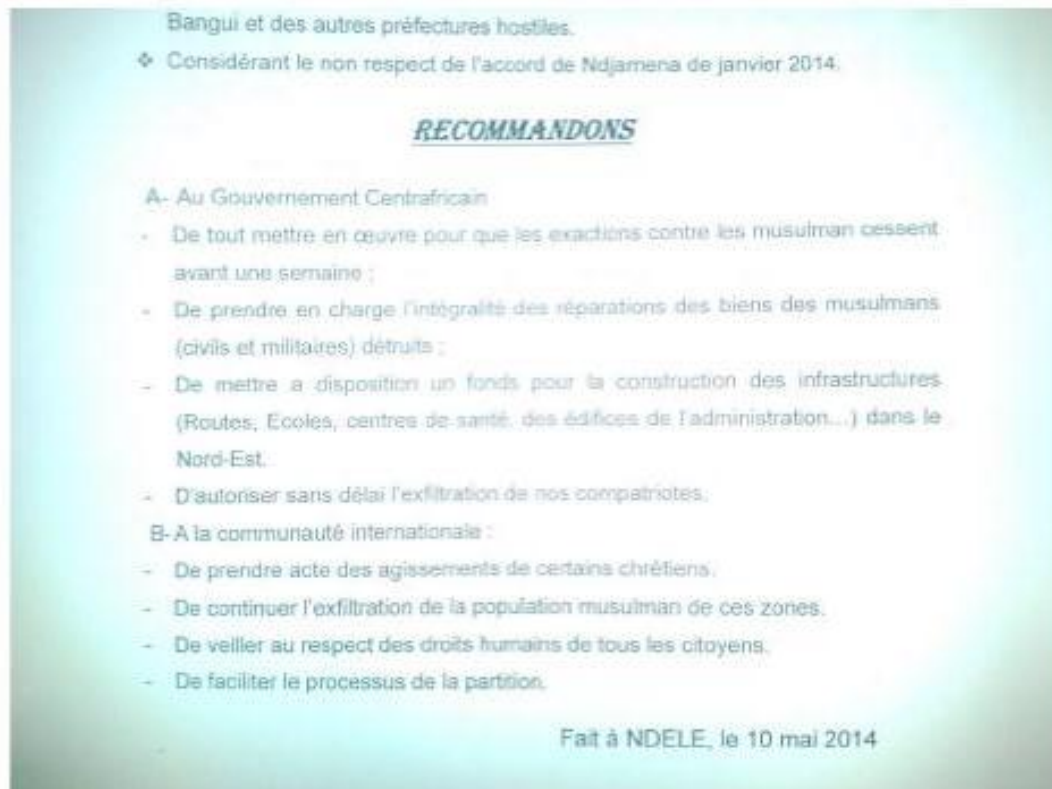 Bangui et des autres préfectures hostiles.
❖ Considérant le non respect de l'accord de Ndjamena de janvier 2014.
RECOMMANDONS
A- Au Gouvernement Centrafricain
- De tout mettre en œuvre pour que les exactions contre les musulman cessent
avant une semaine ;
- De prendre en charge l'intégralité des réparations des biens des musulmans
(civils et militaires) détruits ;
- De mettre a disposition un fonds pour la construction des infrastructures
(Routes, Ecoles, centres de santé, des édifices de l'administration...) dans le
Nord-Est.
- D'autoriser sans délai l'exfiltration de nos compatriotes.
B- A la communauté internationale :
- De prendre acte des agissements de certains chrétiens.
- De continuer l'exfiltration de la population musulman de ces zones.
- De veiller au respect des droits humains de tous les citoyens.
- De faciliter le processus de la partition.
Fait à NDELE, le 10 mai 2014